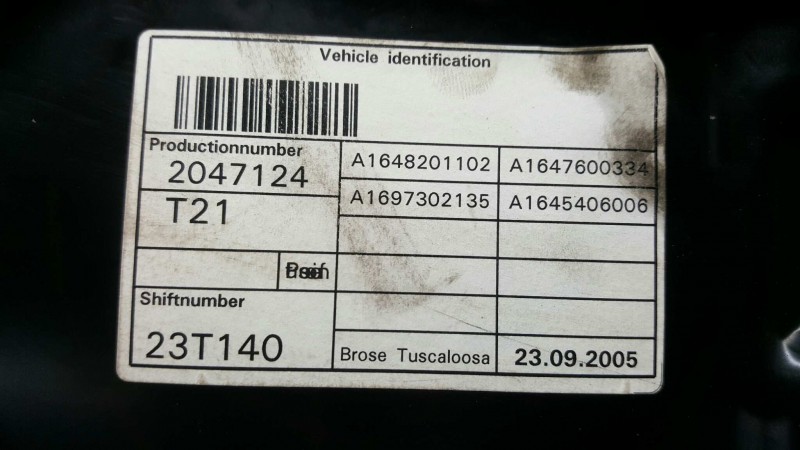 Vehicle identification
Productionnumber
2047124
T21
A1648201102 A1647600334
A1697302135 A1645406006
Shiftnumber
23T140
Brose Tuscaloosa 23.09.2005